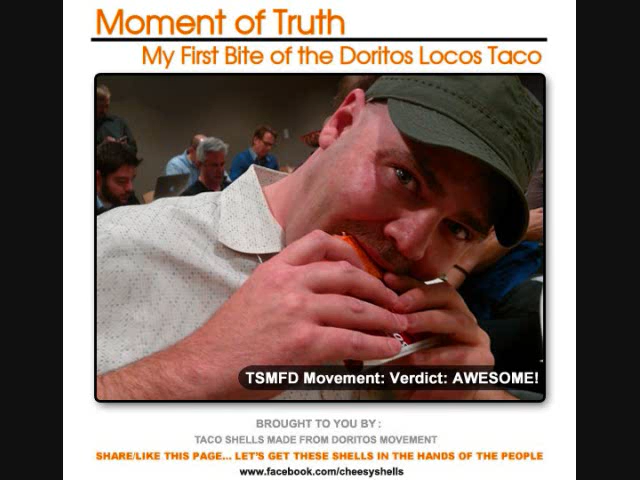 Moment of Truth
My First Bite of the Doritos Locos Taco
TSMFD Movement: Verdict: AWESOME!
BROUGHT TO YOU BY :
TACO SHELLS MADE FROM DORITOS MOVEMENT
SHARE/LIKE THIS PAGE... LET'S GET THESE SHELLS IN THE HANDS OF THE PEOPLE
www.facebook.com/cheesyshells